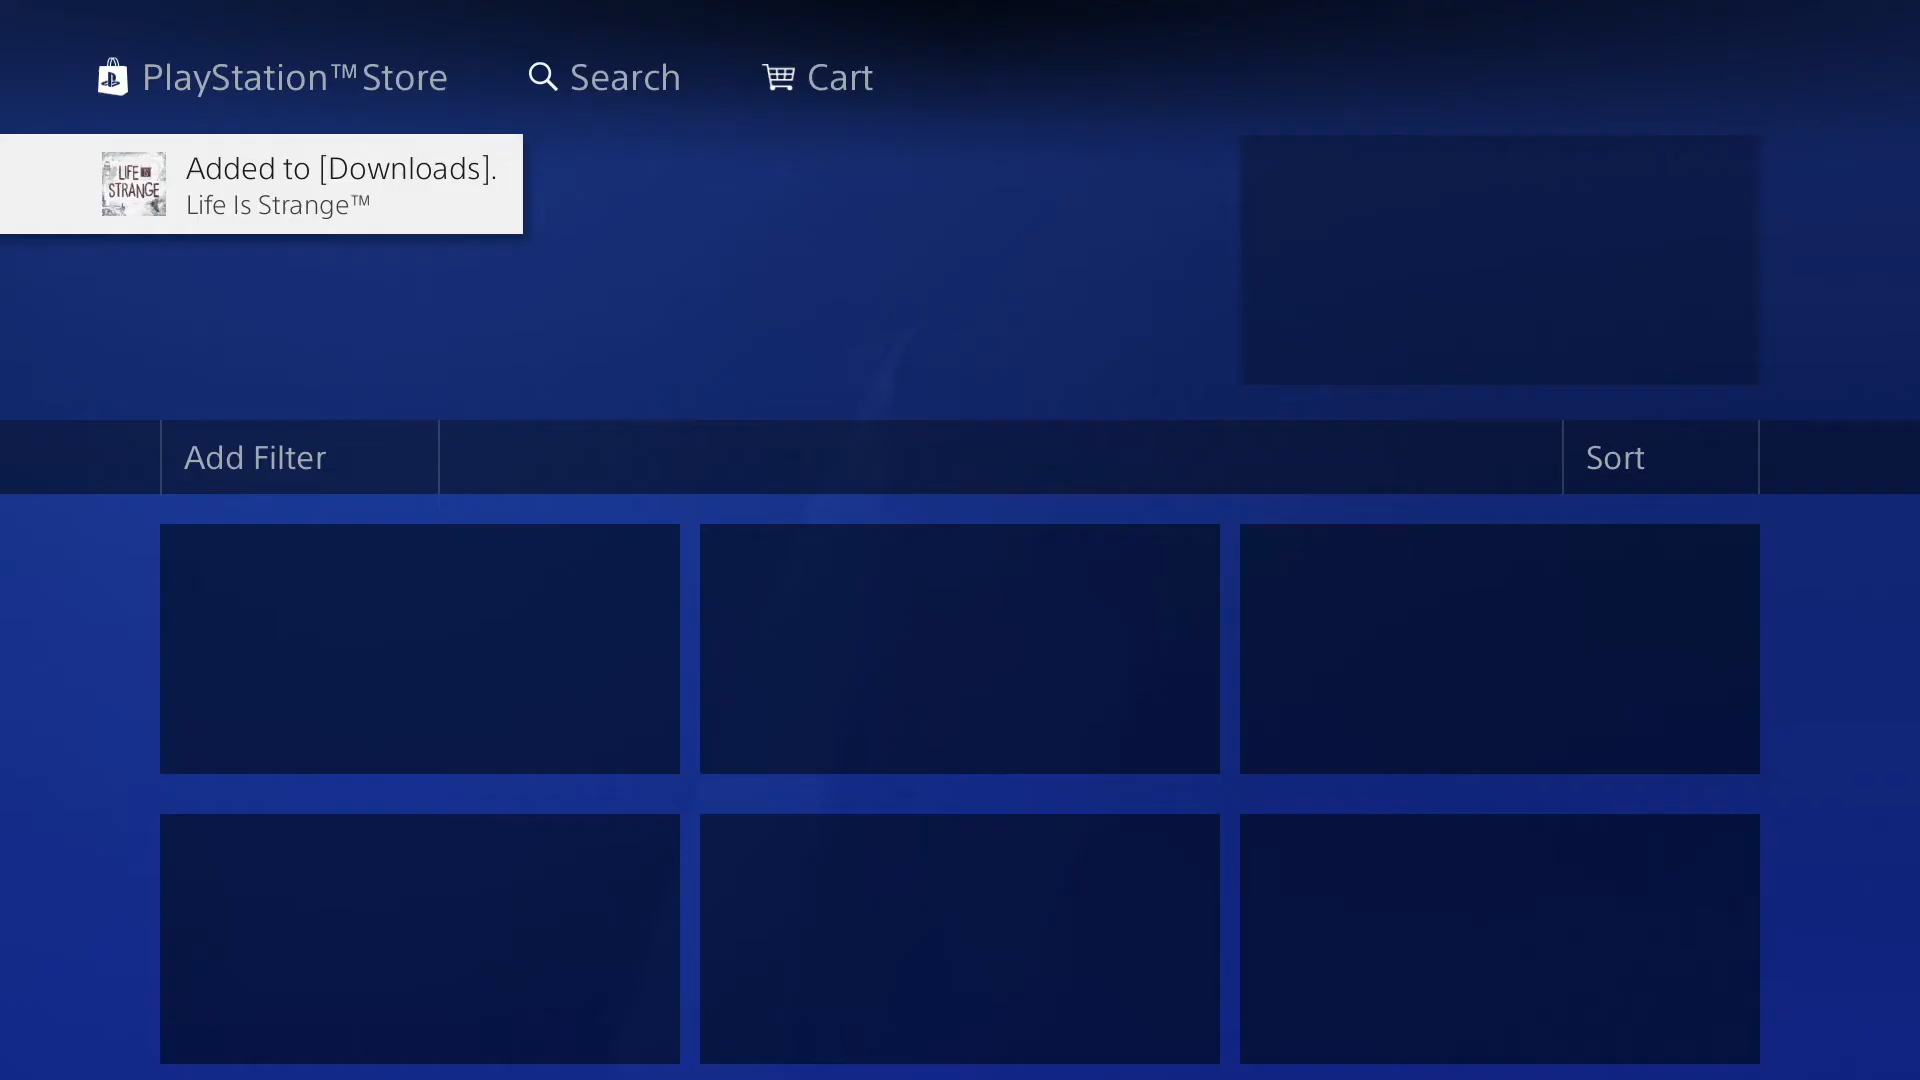 PlayStation™Store
Search
Cart
LIFE IS
STRANGE
Added to [Downloads].
Life Is Strange™
Add Filter
Sort